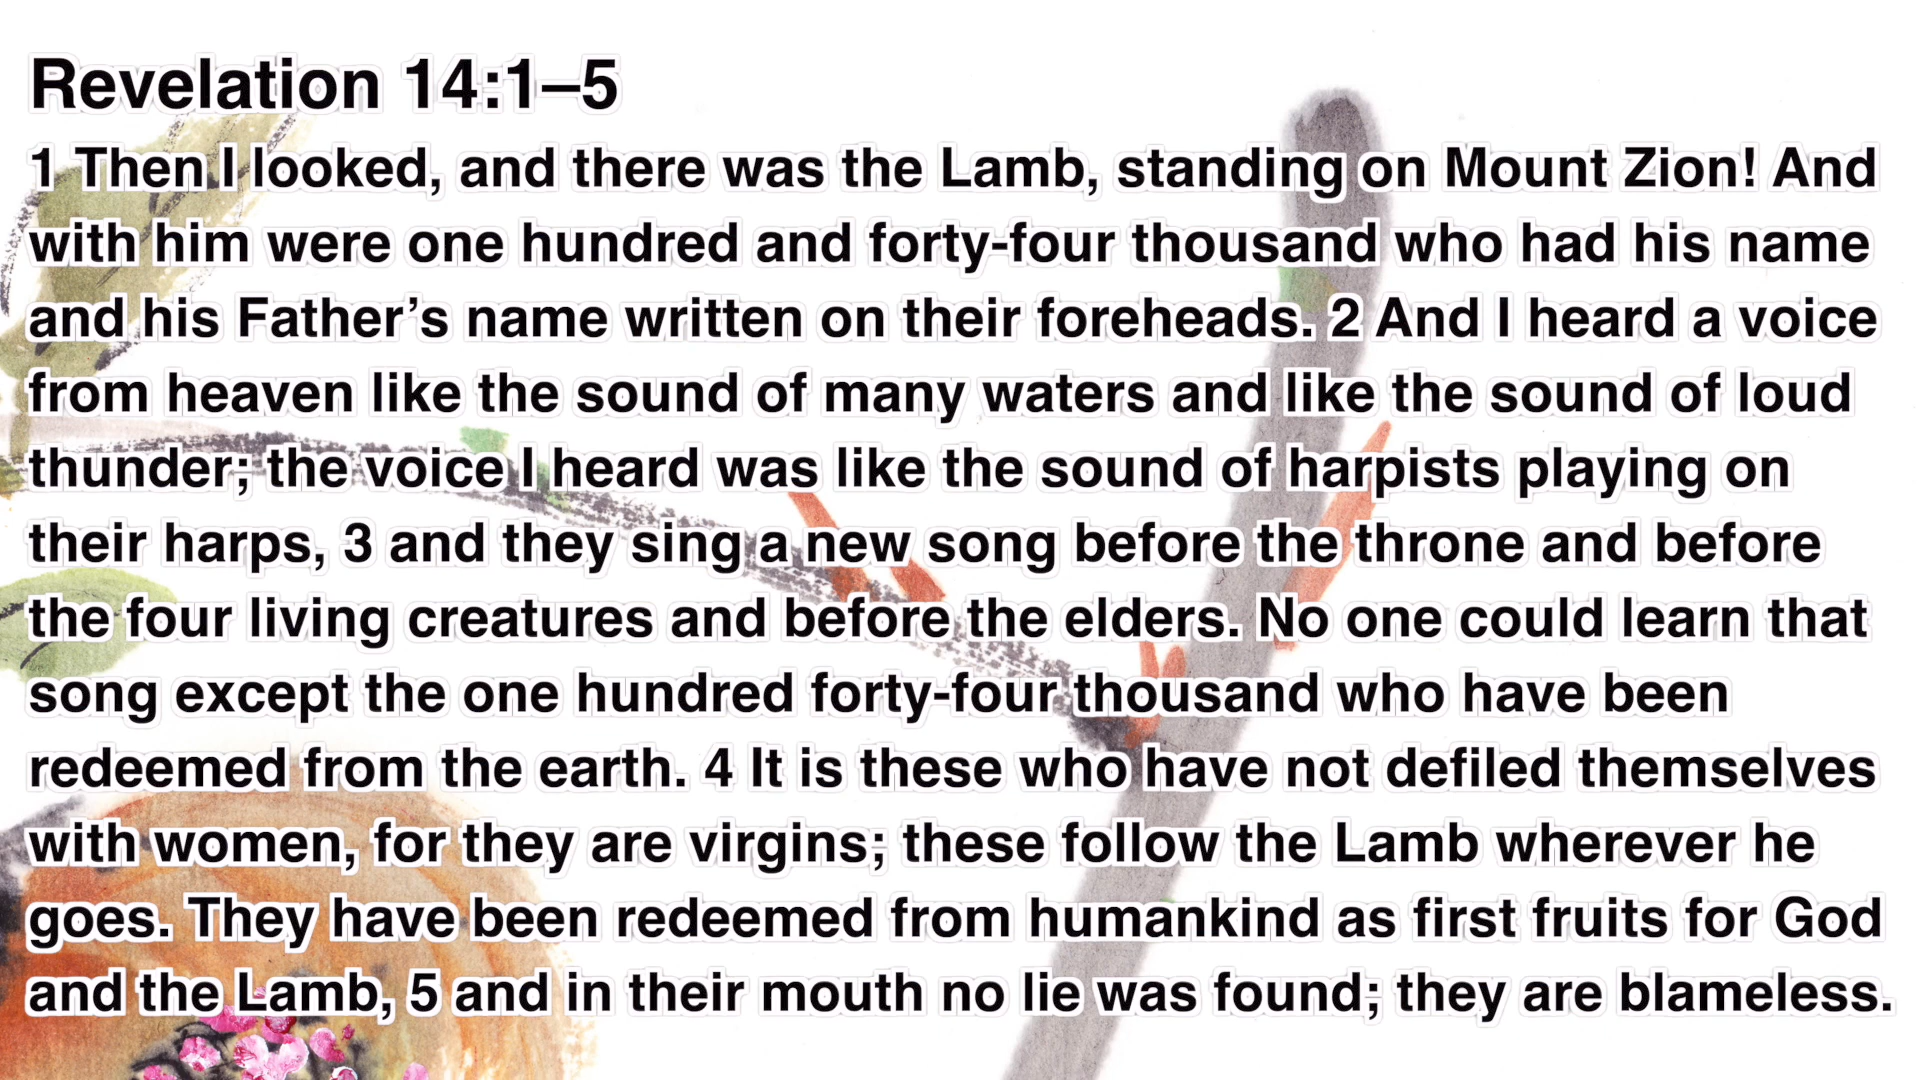 Revelation 14:1–5
1 Then I looked, and there was the Lamb, standing on Mount Zion! And
with him were one hundred and forty-four thousand who had his name
and his Father’s name written on their foreheads. 2 And I heard a voice
from heaven like the sound of many waters and like the sound of loud
thunder; the voice I heard was like the sound of harpists playing on
their harps, 3 and they sing a new song before the throne and before
the four living creatures and before the elders. No one could learn that
song except the one hundred forty-four thousand who have been
redeemed from the earth. 4 It is these who have not defiled themselves
with women, for they are virgins; these follow the Lamb wherever he
goes. They have been redeemed from humankind as first fruits for God
and the Lamb, 5 and in their mouth no lie was found; they are blameless.